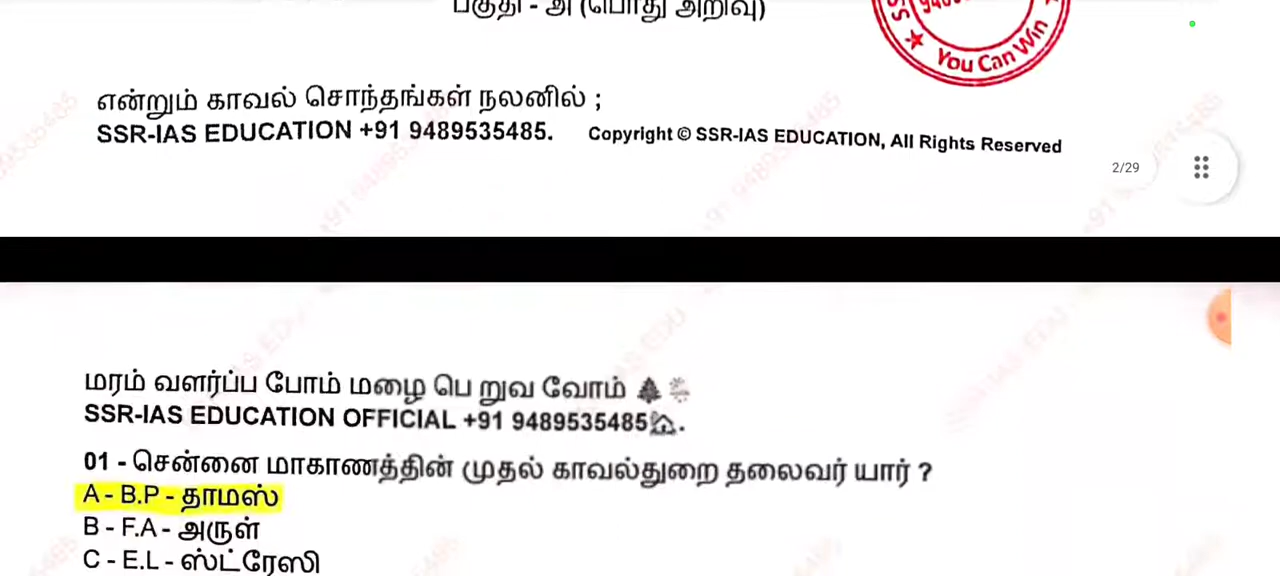 பகுதி - அ (பொது அறிவு)
You Can Win
என்றும் காவல் சொந்தங்கள் நலனில் ;
SSR-IAS EDUCATION +91 9489535485. Copyright © SSR-IAS EDUCATION, All Rights Reserved
2/29
மரம் வளர்ப்ப போம் மழை பெ றுவ வோம்
SSR-IAS EDUCATION OFFICIAL +91 9489535485.
01 - சென்னை மாகாணத்தின் முதல் காவல்துறை தலைவர் யார் ?
A - B.P - தாமஸ்
B - F.A - அருள்
C - E.L - ஸ்ட்ரேஸி